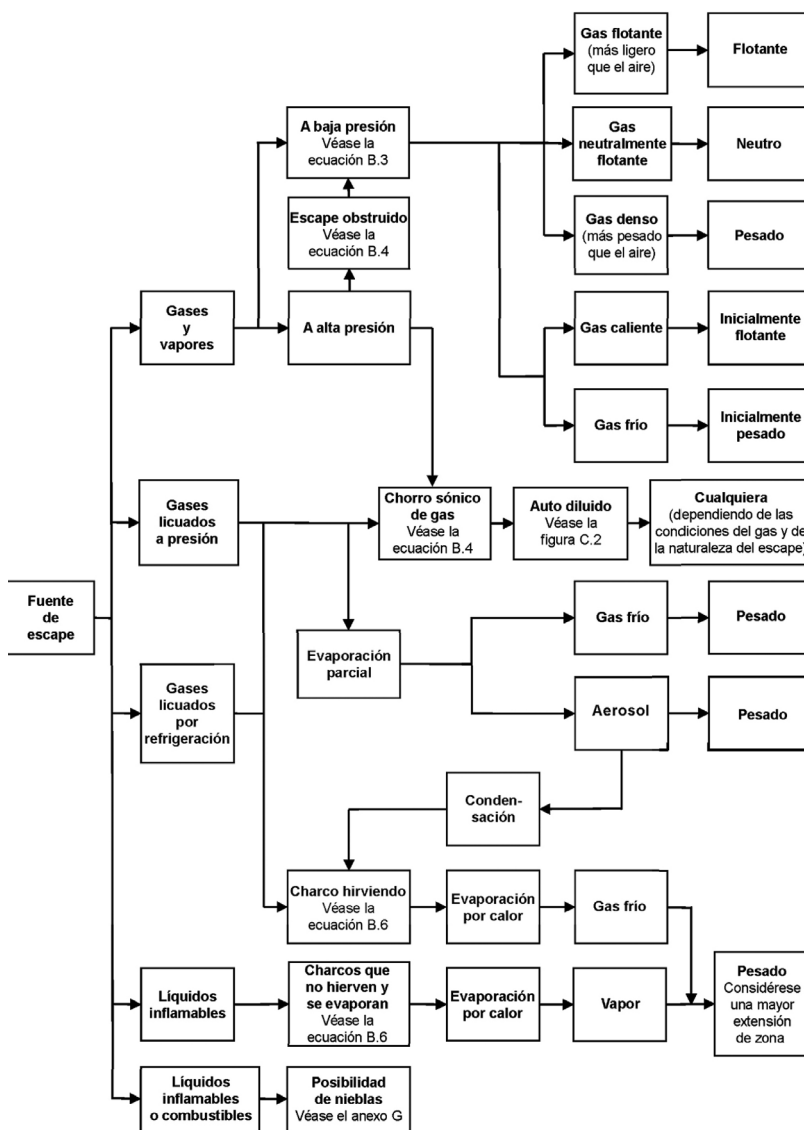 Gas flotante
(más ligero
que el aire)
Flotante
A baja presión
Véase la
ecuación B.3
Gas
neutralmente
flotante
Neutro
Escape obstruido
Véase la
ecuación B.4
Gas denso
(más pesado
que el aire)
Pesado
Gases
y
vapores
A alta presión
Gas caliente
Inicialmente
flotante
Gas frío
Inicialmente
pesado
Gases
licuados
a presión
Chorro sónico
de gas
Véase la
ecuación B.4
Auto diluido
Véase la
figura C.2
Cualquiera
(dependiendo de las
condiciones del gas y de
la naturaleza del escape)
Fuente
de
escape
Evaporación
parcial
Gas frío
Pesado
Gases
licuados
por
refrigeración
Aerosol
Pesado
Conden-
sación
Charco hirviendo
Véase la
ecuación B.6
Evaporación
por calor
Gas frío
Líquidos
inflamables
Charcos que
no hierven y
se evaporan
Véase la
ecuación B.6
Evaporación
por calor
Vapor
Pesado
Considérese
una mayor
extensión
de zona
Líquidos
inflamables
o combustibles
Posibilidad
de nieblas
Véase el anexo G